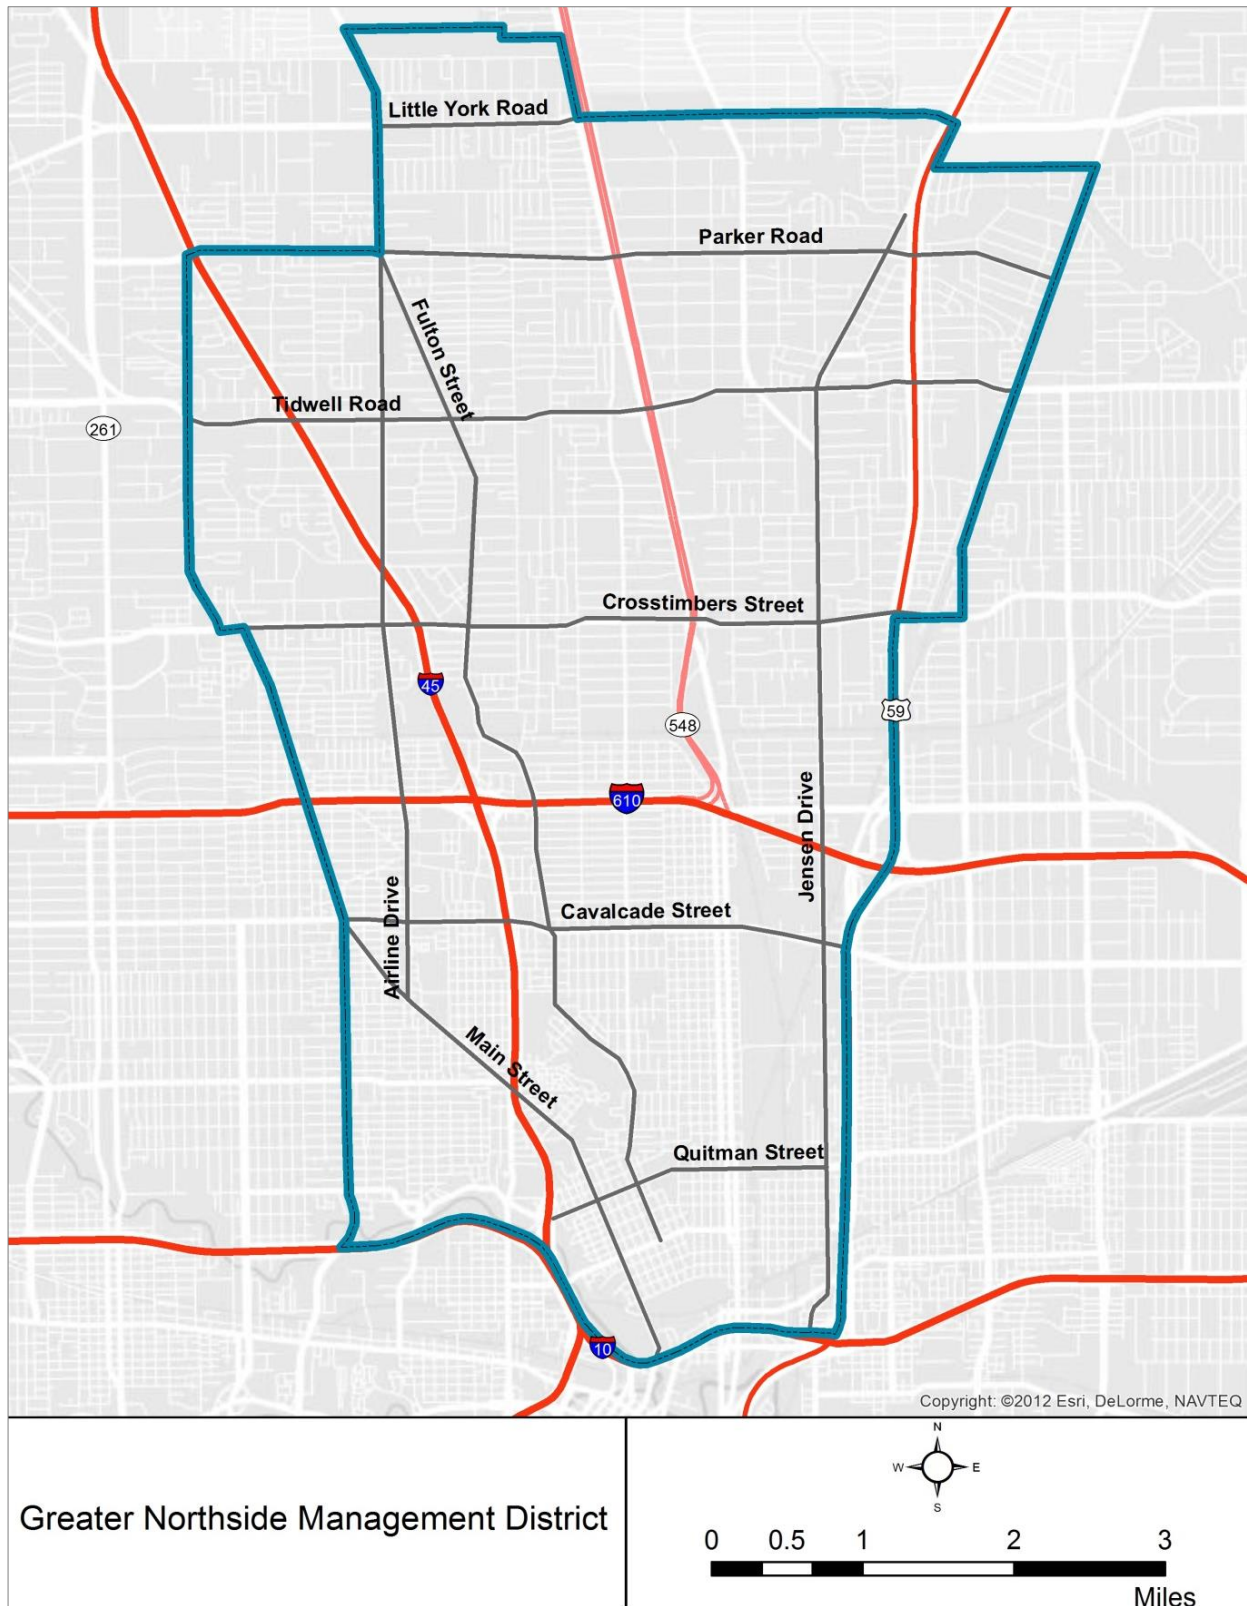 Little York Road
Parker Road
Fulton Street
Tidwell Road
261
Crosstimbers Street
45
548
59
610
Jensen Drive
Airline Drive
Cavalcade Street
Main Street
Quitman Street
10
Copyright: ©2012 Esri, DeLorme, NAVTEQ
Greater Northside Management District
N
W E
S
0 0.5 1 2 3
Miles